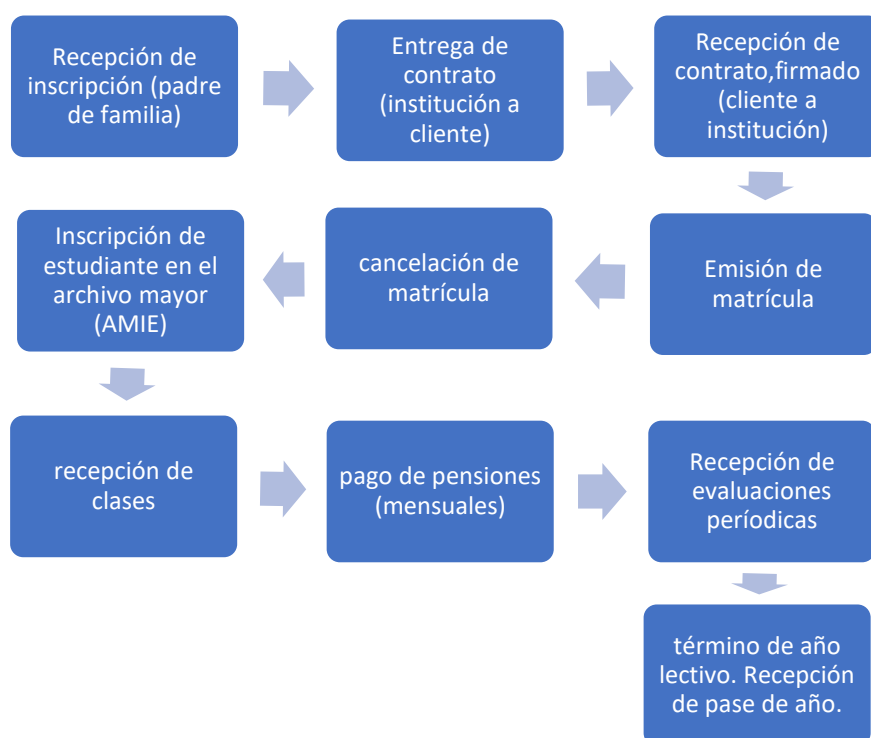 Recepción de
inscripción (padre
de familia)
Entrega de
contrato
(institución a
cliente)
Recepción de
contrato,firmado
(cliente a
institución)
Emisión de
matrícula
cancelación de
matrícula
Inscripción de
estudiante en el
archivo mayor
(AMIE)
recepción de
clases
pago de pensiones
(mensuales)
Recepción de
evaluaciones
períodicas
término de año
lectivo. Recepción
de pase de año.